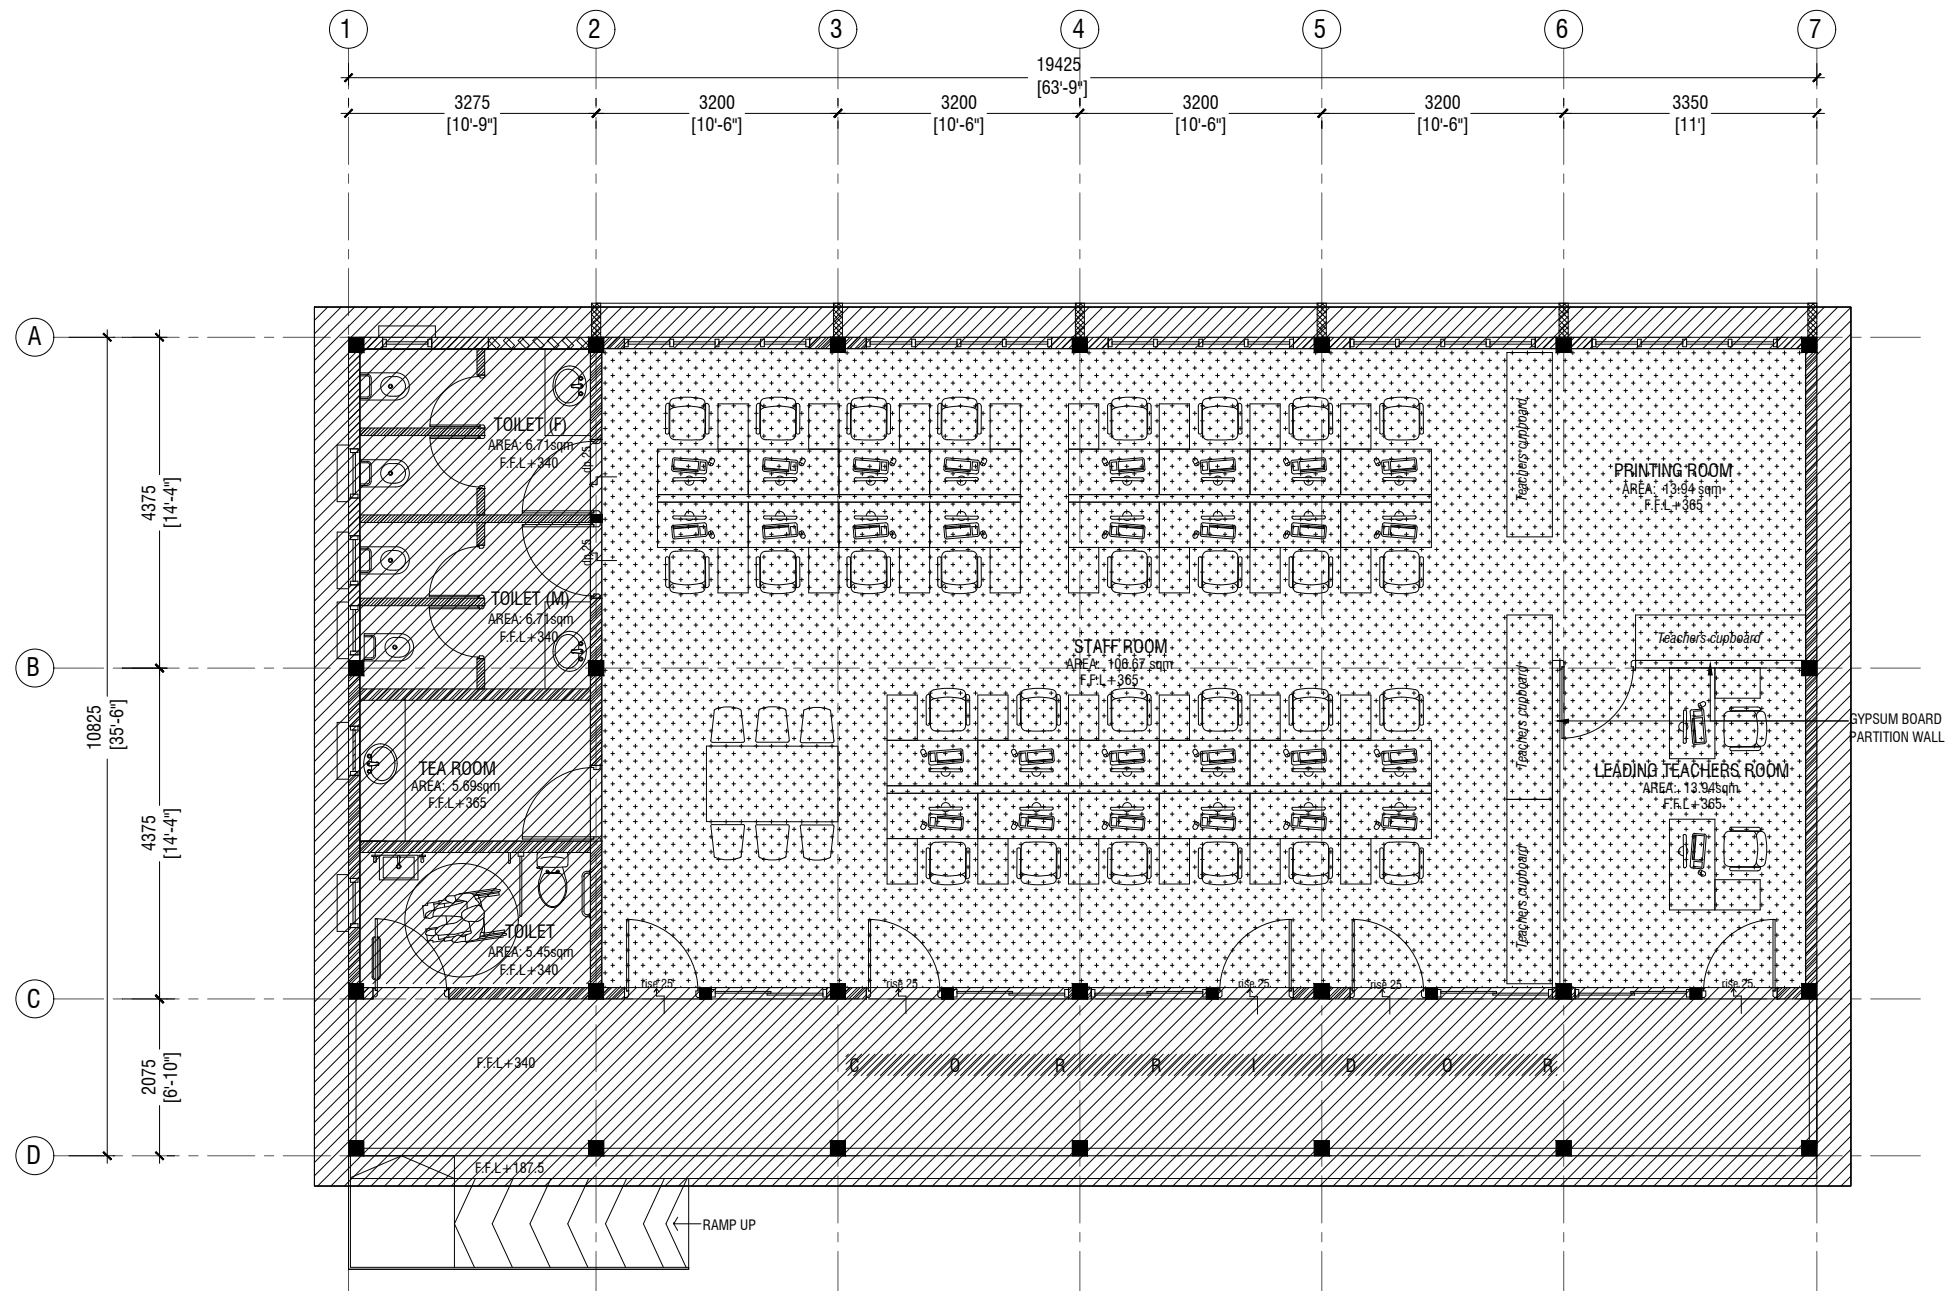 1 2 3 4 5 6 7
19425
[63'-9"]
3275 3200 3200 3200 3200 3350
[10'-9"] [10'-6"] [10'-6"] [10'-6"] [10'-6"] [11']
A
B
C
D
10825
[35'-6"]
4375
[14'-4"]
4375
[14'-4"]
2075
[6'-10"]
TOILET (F)
AREA: 6.71sqm
F.F.L+340
dn 25
dn 25
TOILET (M)
AREA: 6.71sqm
F.F.L+340
TEA ROOM
AREA: 5.69sqm
F.F.L+365
TOILET
AREA: 5.45sqm
F.F.L+340
STAFF ROOM
AREA: 106.67 sqm
F.F.L+365
Teachers cupboard
Teachers cupboard
Teachers cupboard
PRINTING ROOM
AREA: 13.94 sqm
F.F.L+365
Teachers cupboard
GYPSUM BOARD
PARTITION WALL
LEADING TEACHERS ROOM
AREA: 13.94sqm
F.F.L+365
rise 25
rise 25
rise 25
rise 25
rise 25
F.F.L+340
C O R R I D O R
F.F.L+187.5
RAMP UP